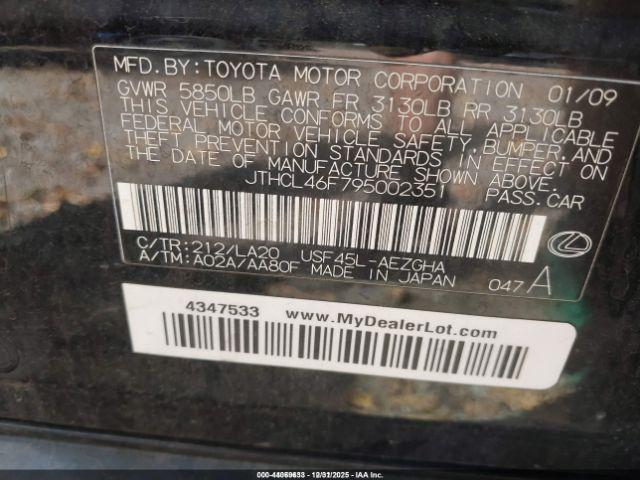 MFD.BY: TOYOTA MOTOR CORPORATION 01/09
GVWR 5850LB GAWR FR 3130LB RR 3130LB
THIS VEHICLE CONFORMS TO ALL APPLICABLE
FEDERAL MOTOR VEHICLE SAFETY, BUMPER, AND
THEFT PREVENTION STANDARDS IN EFFECT ON
THE DATE OF MANUFACTURE SHOWN ABOVE.
JTHCL46F795002351 PASS.CAR
C/TR: 212/LA20 USF45L-AEZGHA
A/TM: A02A/AA80F MADE IN JAPAN 047 A
4347533 www.MyDealerLot.com
000-44069633 - 12/31/2025 - IAAI.COM